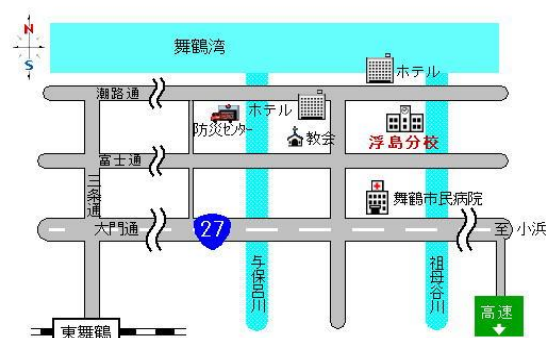 N
S
舞鶴湾
ホテル
潮路通
ホテル
防災センター
教会
浮島分校
富士通
三条通
舞鶴市民病院
大門通
27
至 小浜
与保呂川
祖母谷川
高速
東舞鶴